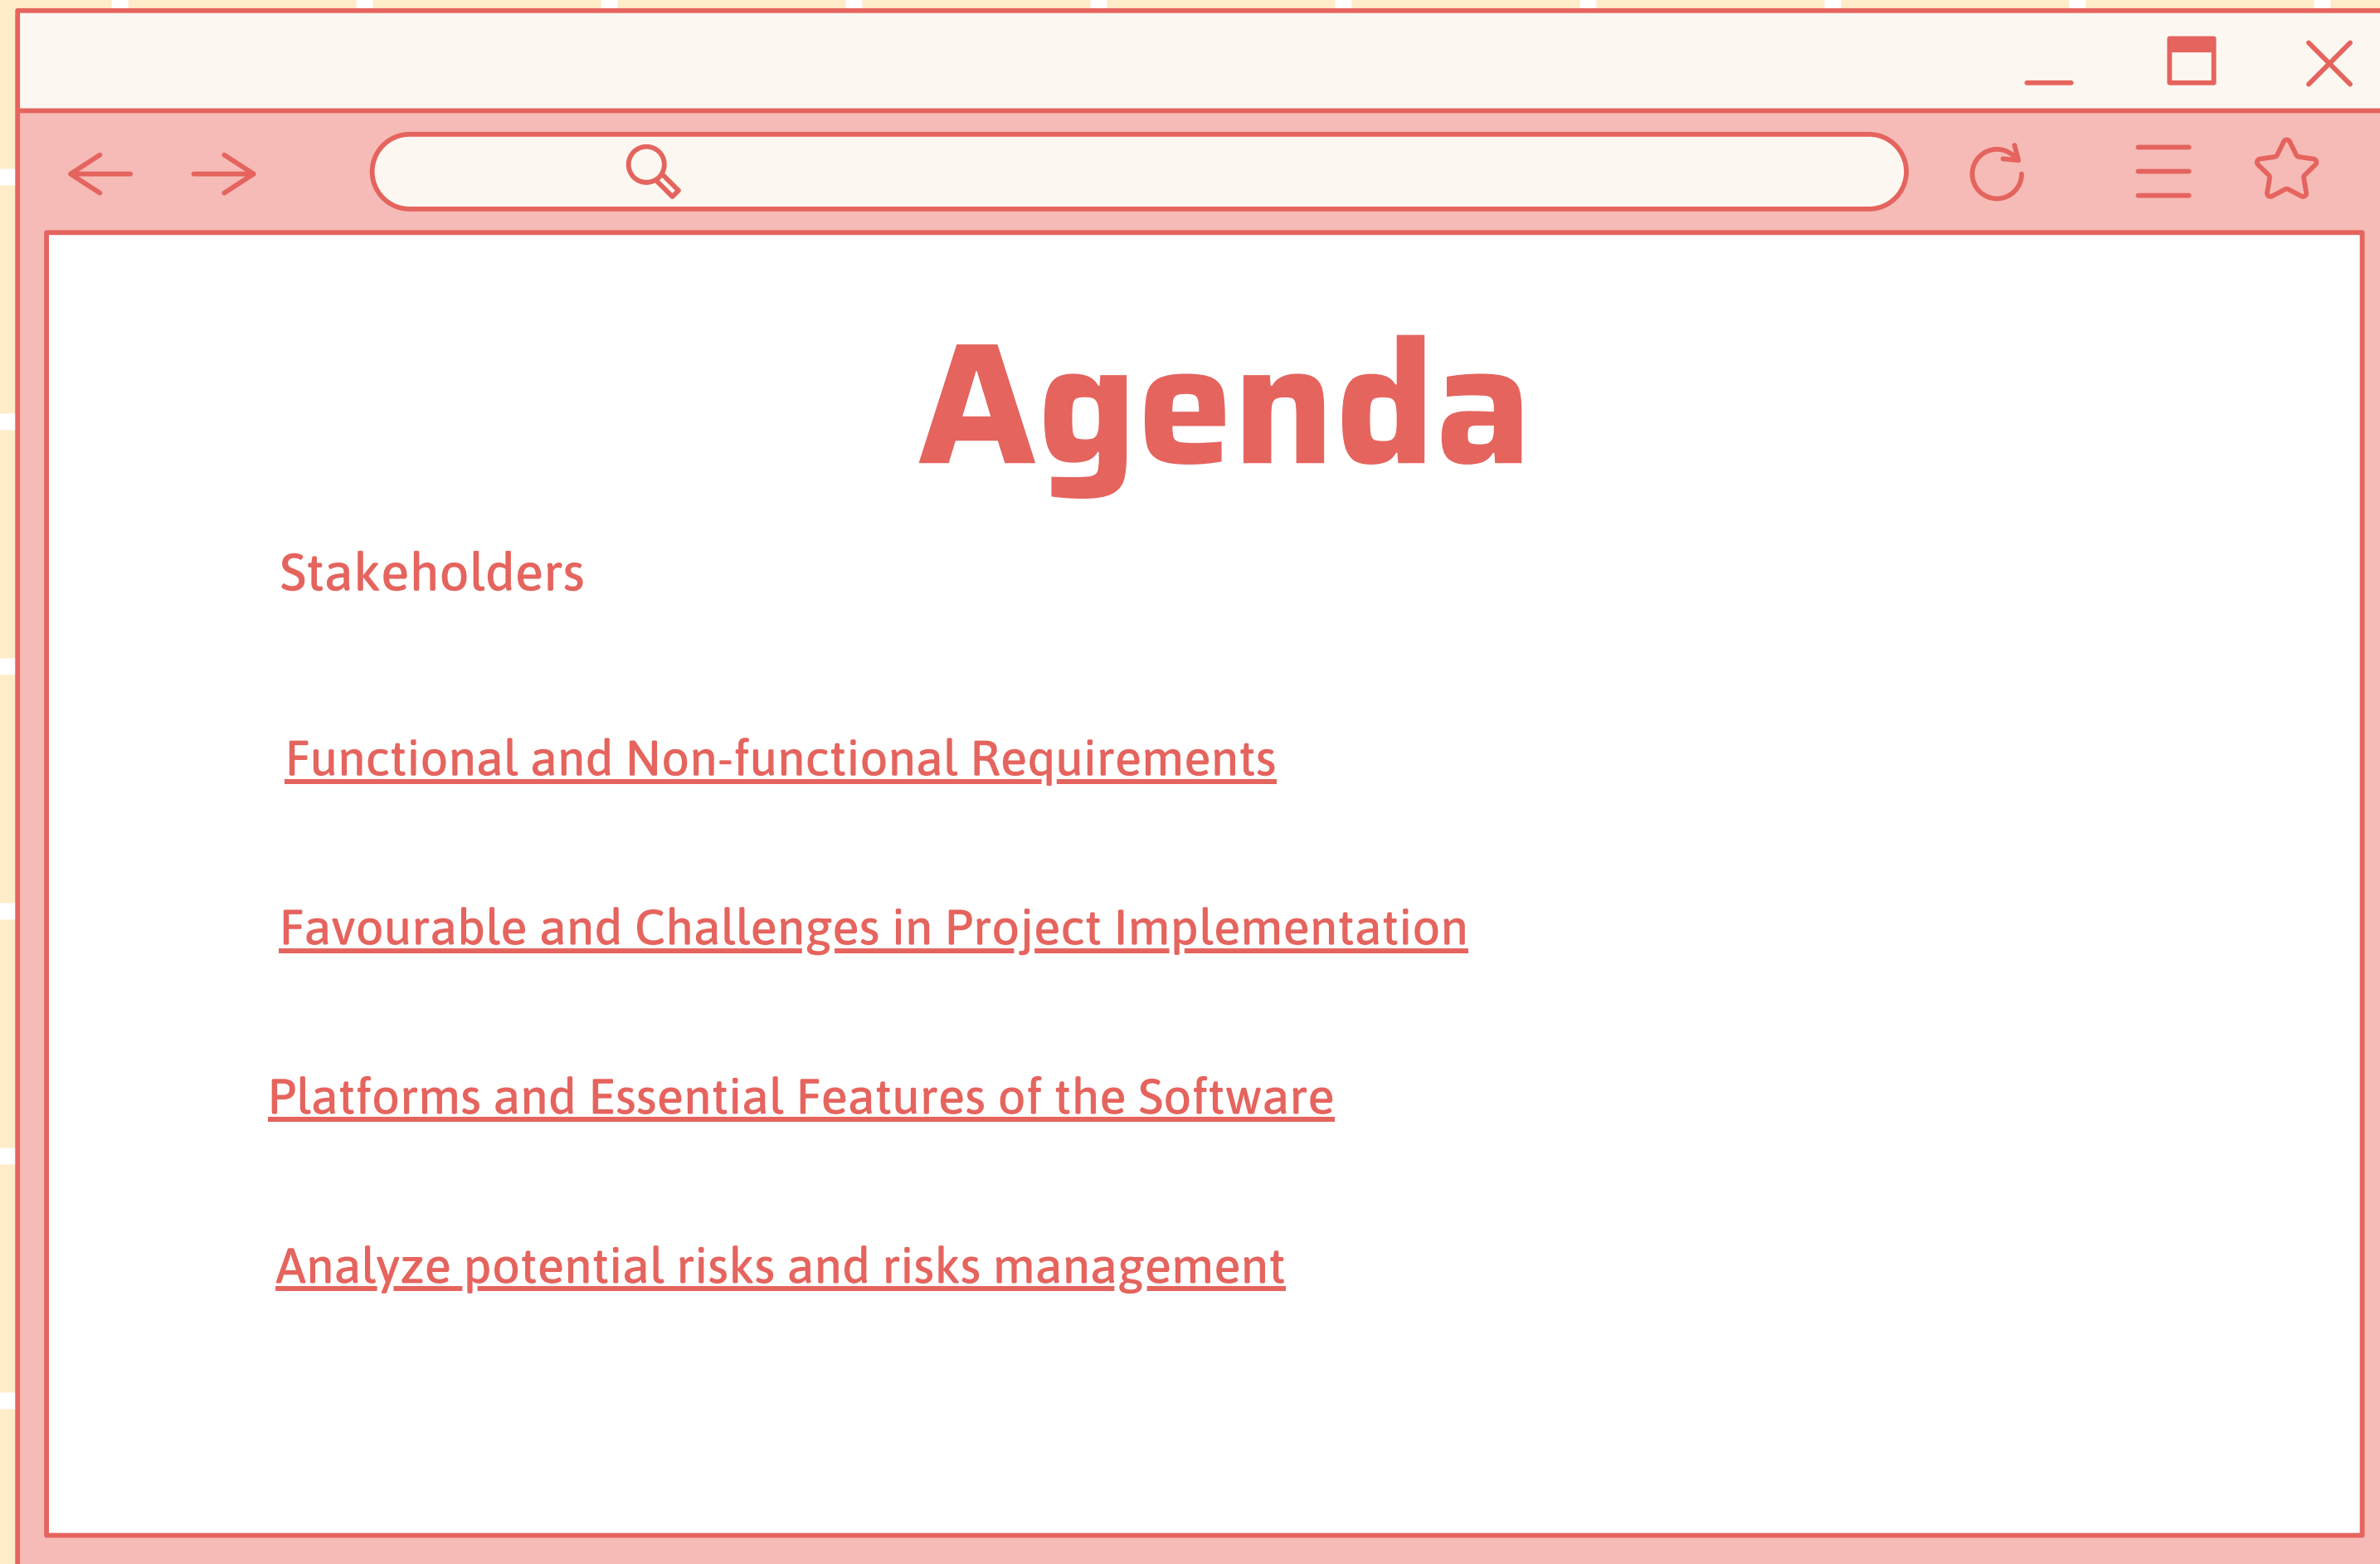 Agenda
Stakeholders
Functional and Non-functional Requirements
Favourable and Challenges in Project Implementation
Platforms and Essential Features of the Software
Analyze potential risks and risks management